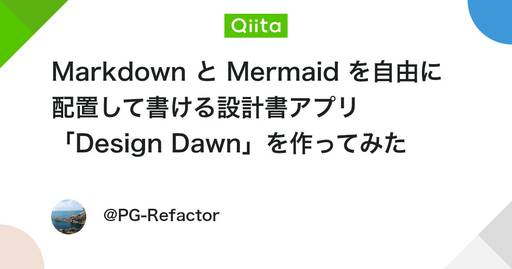 Qiita
Markdown と Mermaid を自由に
配置して書ける設計書アプリ
「Design Dawn」を作ってみた
@PG-Refactor